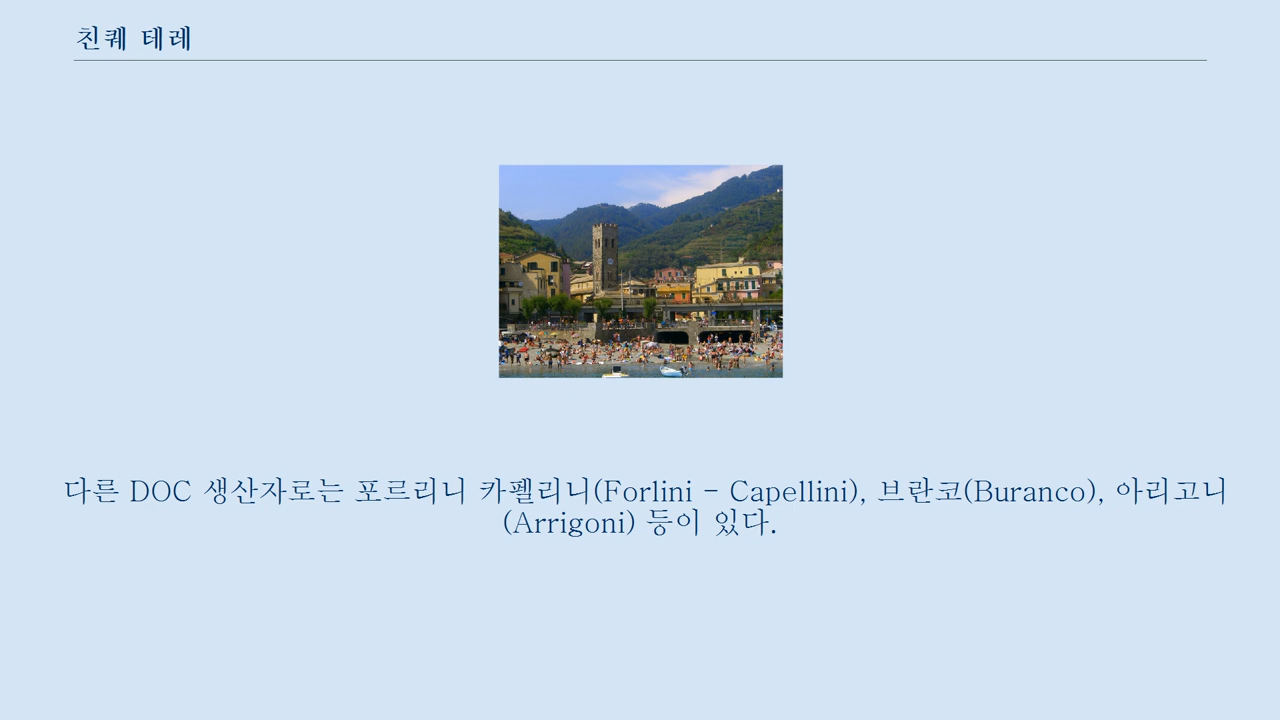 친퀘 테레
다른 DOC 생산자로는 포르리니 카펠리니(Forlini - Capellini), 브란코(Buranco), 아리고니
(Arrigoni) 등이 있다.